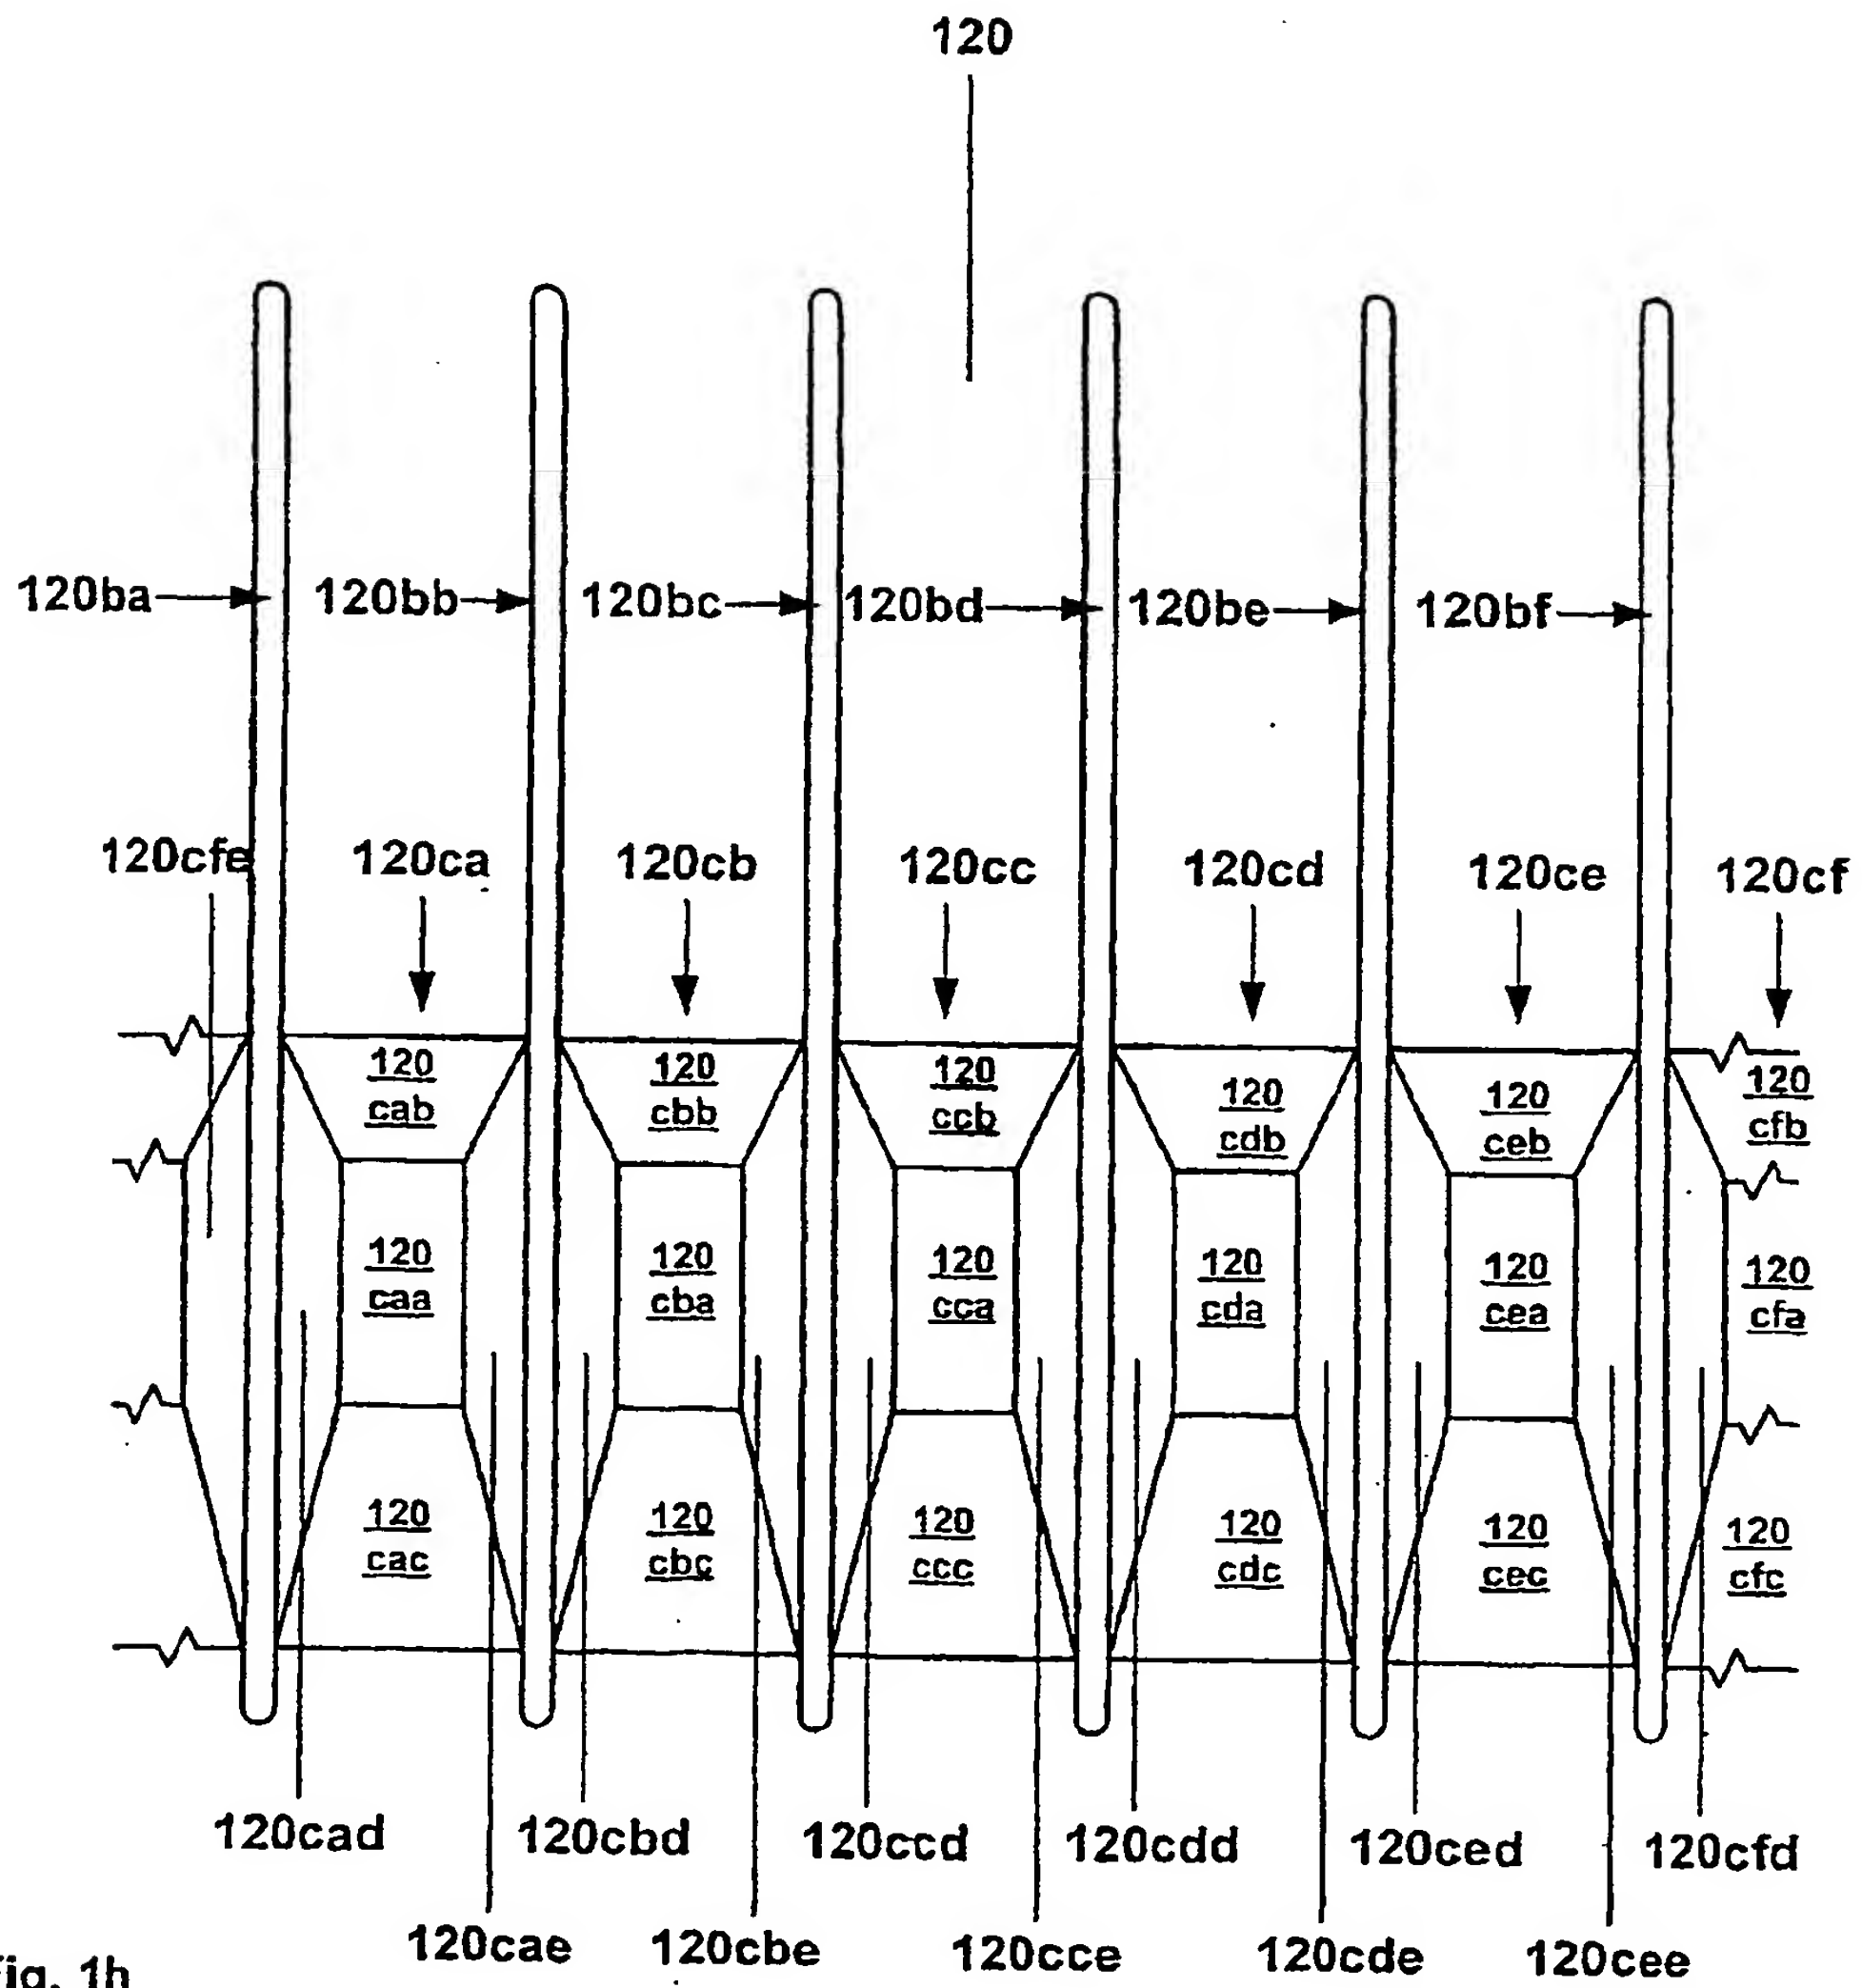 120
120ba 120bb 120bc 120bd 120be 120bf
120cfe 120ca 120cb 120cc 120cd 120ce 120cf
120 120 120 120 120 120
cab cbb ccb cdb ceb cfb
120 120 120 120 120 120
caa cba cca cda cea cfa
120 120 120 120 120 120
cac cbc ccc cdc cec cfc
120cad 120cbd 120ccd 120cdd 120ced 120cfd
120cae 120cbe 120cce 120cde 120cee
ig. 1h